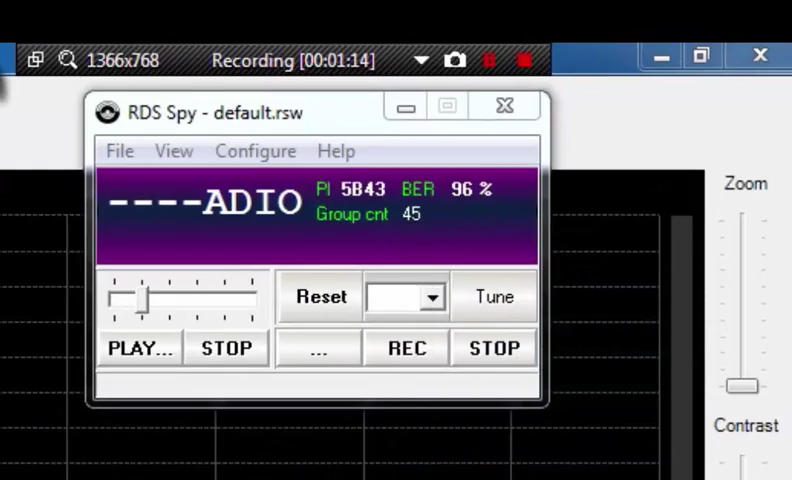 1366x768 Recording [00:01:14]
RDS Spy - default.rsw
File View Configure Help
----ADIO PI 5B43 BER 96 %
Group cnt 45
Zoom
Reset Tune
PLAY... STOP ... REC STOP
Contrast